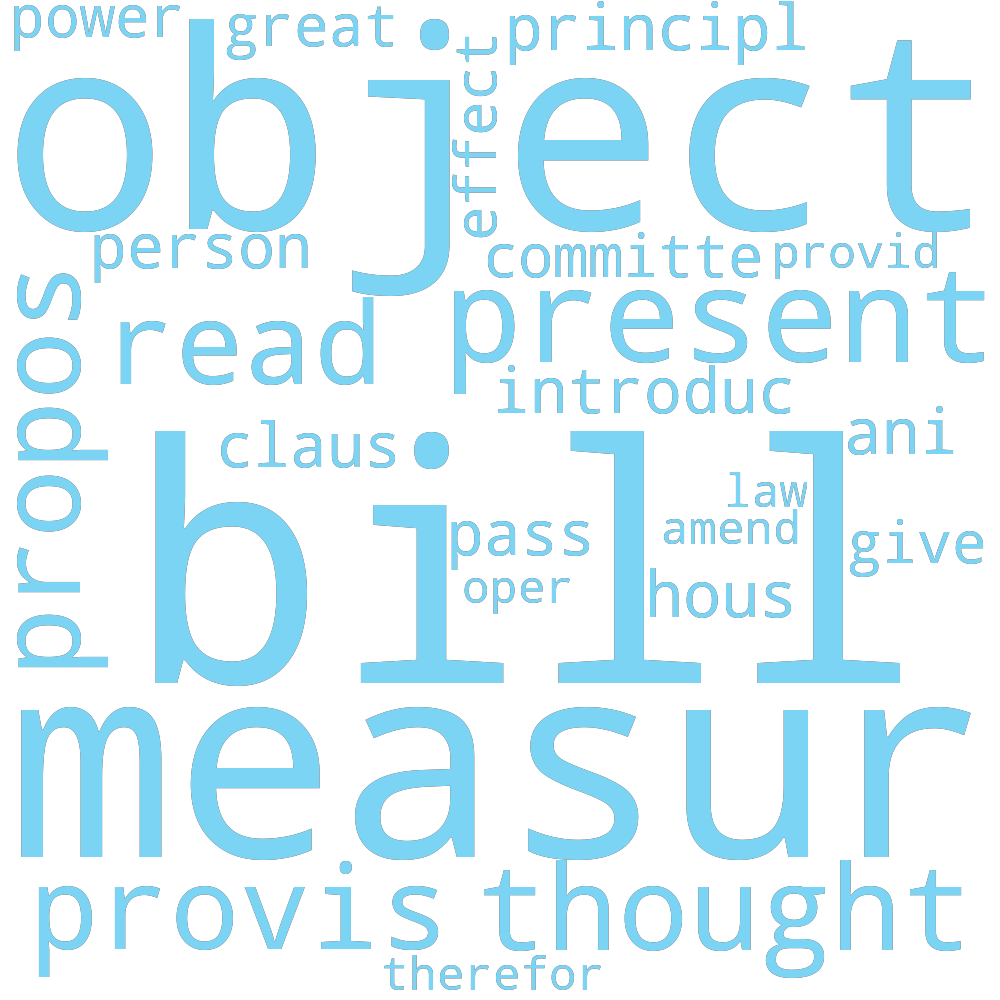 power great principl
object
effect
person committe provid
propos
read present
introduc
claus ani
bill
law
pass amend give
oper hous
measur
provis thought
therefor